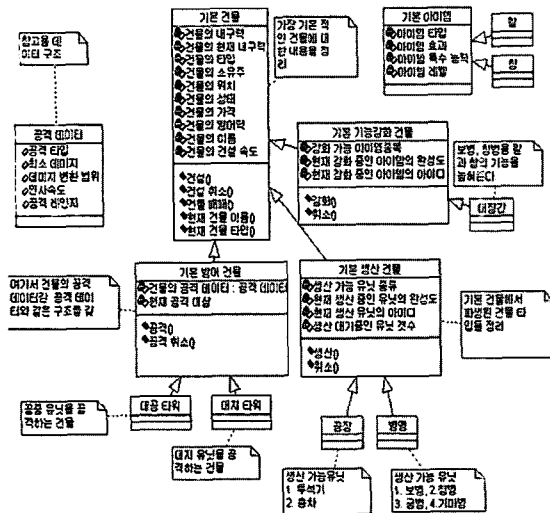 참고용 데
이터 구조
공격 데이터
공격 타입
최소 데미지
데미지 변환 범위
연사속도
공격 레인지
기본 건물
건물의 내구력
건물의 현재 내구력
건물의 타입
건물의 소유주
건물의 위치
건물의 상태
건물의 가격
건물의 방어력
건물의 이름
건물의 건설 속도
건설()
건설 취소()
건물 폐쇄()
현재 건물 이름()
현재 건물 타입()
가장 기본 적
인 건물에 대
한 내용을 정
리
기본 아이템
아이템 타입
아이템 효과
아이템 특수 능력
아이템 레벨
칼
창
기본 기능강화 건물
강화 가능 아이템종목
현재 강화 중인 아이템의 완성도
현재 강화 중인 아이템의 아이디
강화()
취소()
보병, 창병을 칼
과 창의 기능을
높여준다
대장간
여기서 건물의 공격
데이터란 공격 데이
터와 같은 구조를 갖
기본 방어 건물
건물의 공격 데이터 : 공격 데이터
현재 공격 대상
공격()
공격 취소()
기본 생산 건물
생산 가능 유닛 종류
현재 생산 중인 유닛의 완성도
현재 생산 유닛의 아이디
생산 대기중인 유닛 갯수
생산()
취소()
기본 건물에서
파생된 건물 타
입을 정리
공중 유닛을 공
격하는 건물
대공 타워
대지 타워
대지 유닛을 공
격하는 건물
공장
병영
생산 가능유닛
1. 투석기
2. 충차
생산 가능 유닛
1. 보병, 2.창병
3. 궁병, 4.기마병